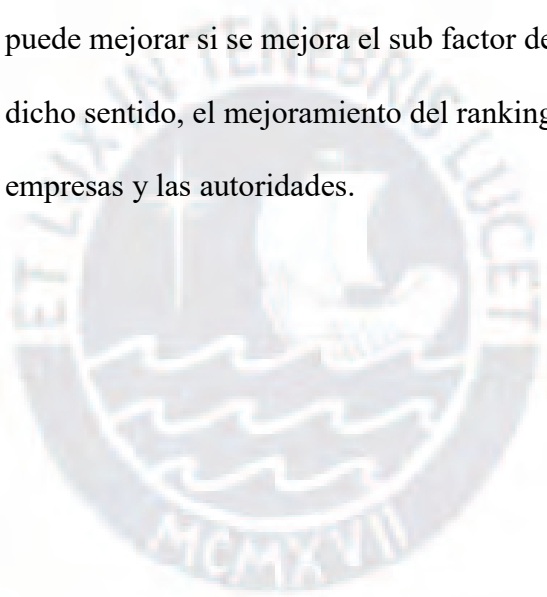 puede mejorar si se mejora el sub factor de
dicho sentido, el mejoramiento del ranking
empresas y las autoridades.
ET LUX IN TENEBRIS LUCET
MCMXVII